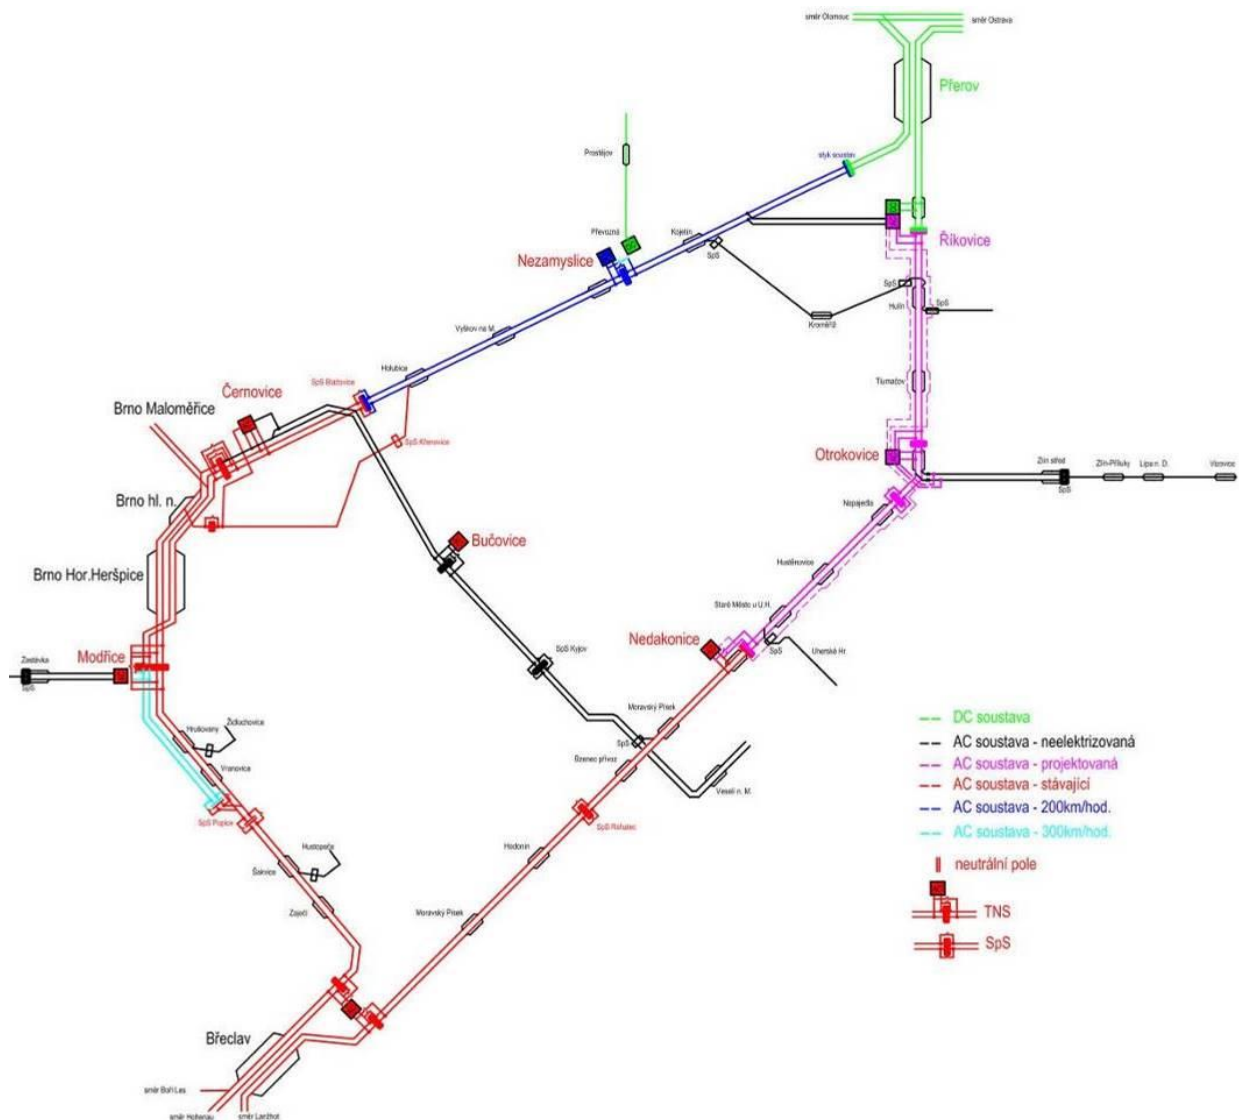 směr Olomouc
směr Ostrava
Přerov
Prostějov
styk soustav
Převozná
Kojetín
SpS
Nezamyslice
Říkovice
SpS
Hulín
SpS
Kroměříž
Vyškov na M.
Holubice
SpS Blažovice
Tlumačov
Černovice
Brno Maloměřice
SpS Křenovice
Otrokovice
Zlín střed
SpS
Zlín-Příluky
Lípa n. D.
Vizovice
Brno hl. n.
Napajedla
Bučovice
Brno Hor.Heršpice
Huštěnovice
Staré Město u U.H.
Nedakonice
SpS
Uherské Hr.
Modřice
Zastávka
SpS
SpS Kyjov
Moravský Písek
SpS
Bzenec přívoz
Veselí n. M.
Hrušovany
Židlochovice
Vranovice
SpS Popice
SpS Rohatec
Hustopeče
Šakvice
Hodonín
Zaječí
Moravský Písek
Břeclav
směr Boří Les
směr Hohenau
směr Lanžhot
DC soustava
AC soustava - neelektrizovaná
AC soustava - projektovaná
AC soustava - stávající
AC soustava - 200km/hod.
AC soustava - 300km/hod.
neutrální pole
TNS
SpS